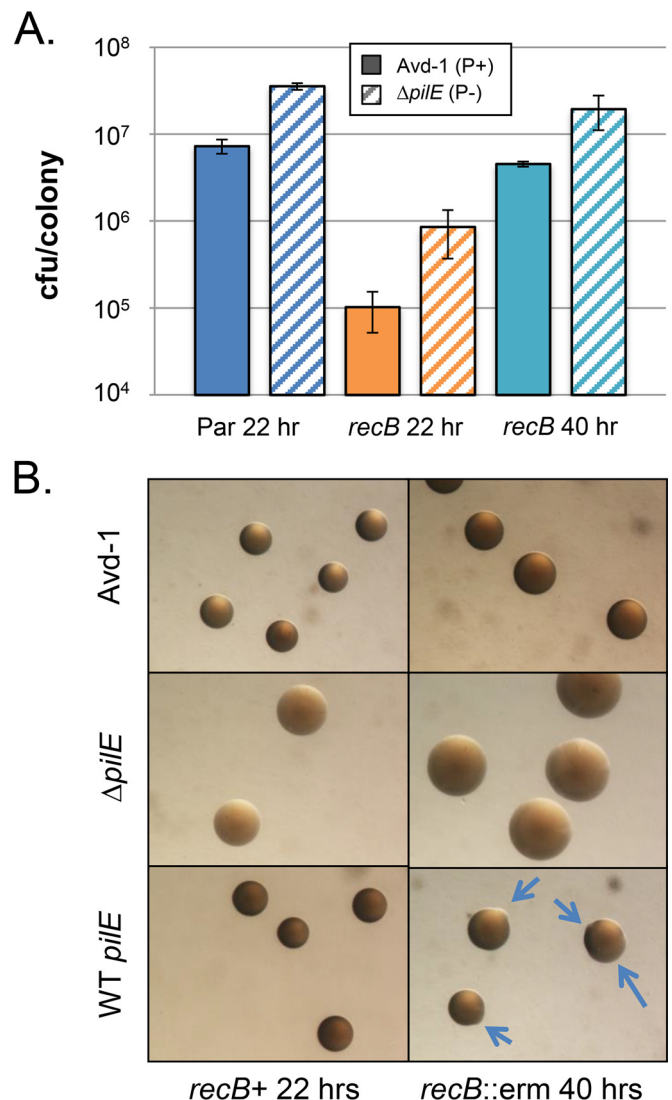 A.
cfu/colony
10⁸
10⁷
10⁶
10⁵
10⁴
Avd-1 (P+)
ΔpilE (P-)
Par 22 hr
recB 22 hr
recB 40 hr
B.
Avd-1
ΔpilE
WT pilE
recB+ 22 hrs
recB::erm 40 hrs